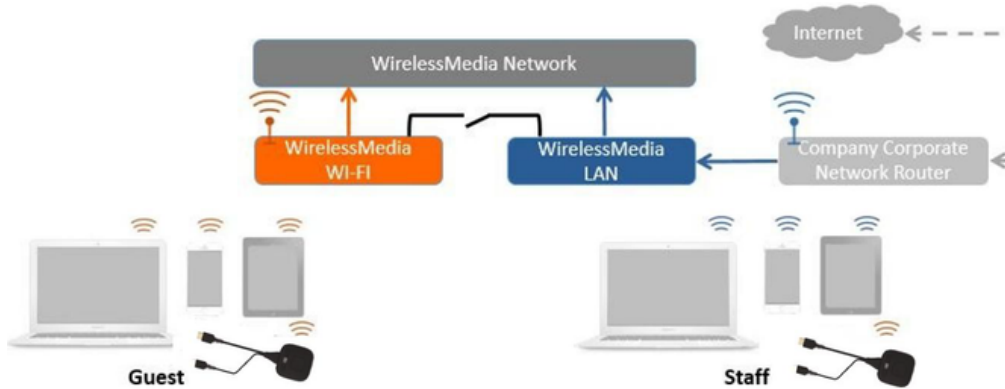 Internet
WirelessMedia Network
WirelessMedia
WI-FI
WirelessMedia
LAN
Company Corporate
Network Router
Guest
Staff